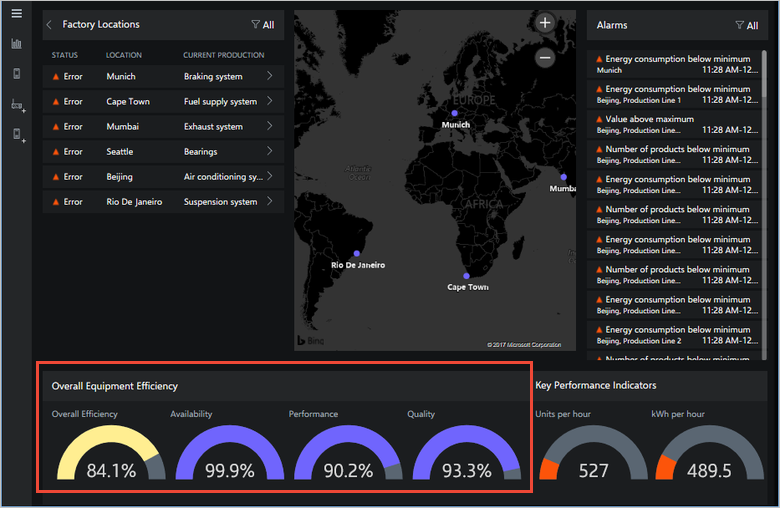 Factory Locations
All
STATUS LOCATION CURRENT PRODUCTION
Error Munich Braking system
Error Cape Town Fuel supply system
Error Mumbai Exhaust system
Error Seattle Bearings
Error Beijing Air conditioning sy...
Error Rio De Janeiro Suspension system
EUROPE
Munich
Atlantic
Ocean
AFRICA
Mumba
Rio De Janeiro
Cape Town
Bing
© 2017 Microsoft Corporation
Alarms
All
Energy consumption below minimum
Munich 11:28 AM-12...
Energy consumption below minimum
Beijing, Production Line 1 11:28 AM-12...
Value above maximum
Beijing, Production Line... 11:28 AM-12...
Number of products below minimum
Beijing, Production Line... 11:28 AM-12...
Energy consumption below minimum
Beijing, Production Line... 11:28 AM-12...
Number of products below minimum
Beijing, Production Line... 11:28 AM-12...
Energy consumption below minimum
Beijing, Production Line... 11:28 AM-12...
Number of products below minimum
Beijing, Production Line... 11:28 AM-12...
Energy consumption below minimum
Beijing, Production Line... 11:28 AM-12...
Energy consumption below minimum
Beijing, Production Line 2 11:28 AM-12...
Number of products below minimum
Overall Equipment Efficiency
Overall Efficiency Availability Performance Quality
84.1% 99.9% 90.2% 93.3%
Key Performance Indicators
Units per hour kWh per hour
527 489.5